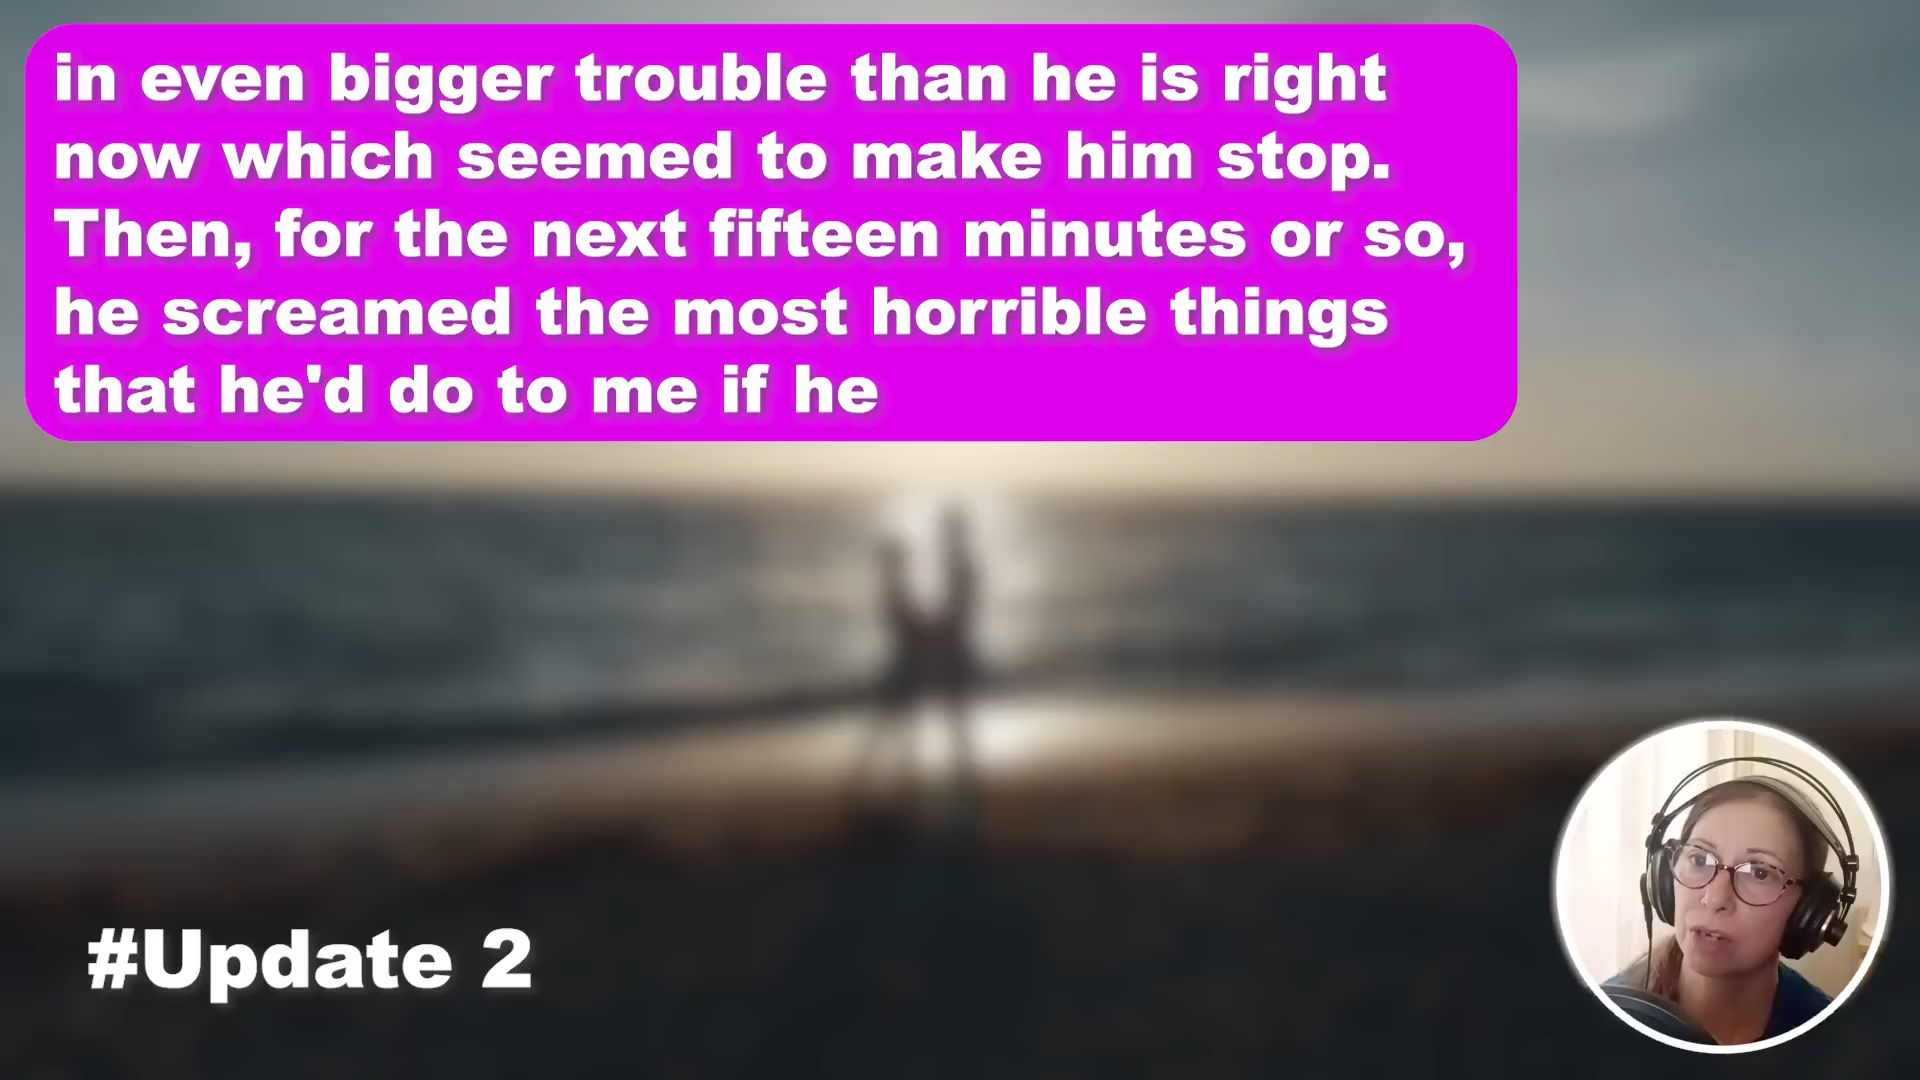 in even bigger trouble than he is right
now which seemed to make him stop.
Then, for the next fifteen minutes or so,
he screamed the most horrible things
that he'd do to me if he
#Update 2